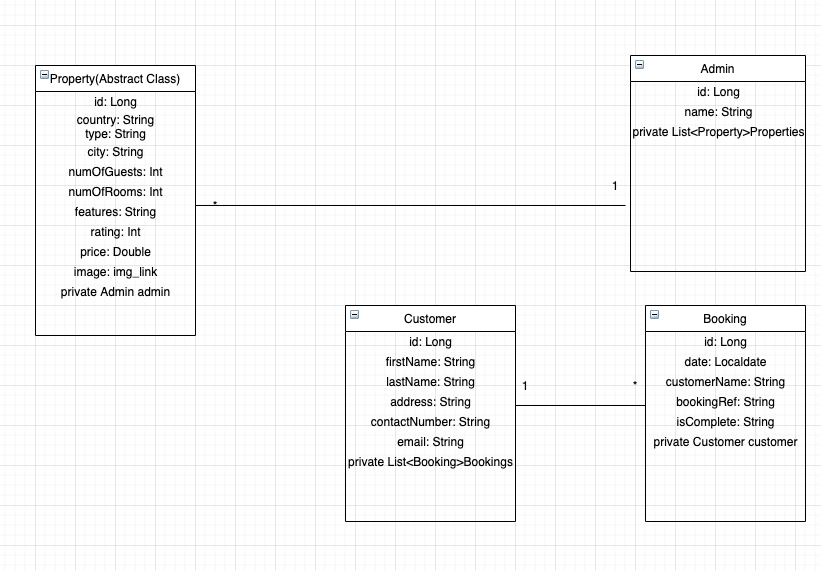 Property(Abstract Class)
id: Long
country: String
type: String
city: String
numOfGuests: Int
numOfRooms: Int
features: String
rating: Int
price: Double
image: img_link
private Admin admin
*
1
Admin
id: Long
name: String
private List<Property>Properties
Customer
id: Long
firstName: String
lastName: String
address: String
contactNumber: String
email: String
private List<Booking>Bookings
1
*
Booking
id: Long
date: Localdate
customerName: String
bookingRef: String
isComplete: String
private Customer customer